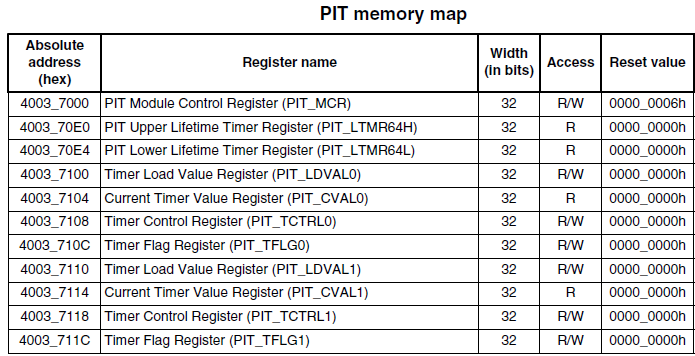 PIT memory map
Absolute address (hex) Register name Width (in bits) Access Reset value
4003_7000 PIT Module Control Register (PIT_MCR) 32 R/W 0000_0006h
4003_70E0 PIT Upper Lifetime Timer Register (PIT_LTMR64H) 32 R 0000_0000h
4003_70E4 PIT Lower Lifetime Timer Register (PIT_LTMR64L) 32 R 0000_0000h
4003_7100 Timer Load Value Register (PIT_LDVAL0) 32 R/W 0000_0000h
4003_7104 Current Timer Value Register (PIT_CVAL0) 32 R 0000_0000h
4003_7108 Timer Control Register (PIT_TCTRL0) 32 R/W 0000_0000h
4003_710C Timer Flag Register (PIT_TFLG0) 32 R/W 0000_0000h
4003_7110 Timer Load Value Register (PIT_LDVAL1) 32 R/W 0000_0000h
4003_7114 Current Timer Value Register (PIT_CVAL1) 32 R 0000_0000h
4003_7118 Timer Control Register (PIT_TCTRL1) 32 R/W 0000_0000h
4003_711C Timer Flag Register (PIT_TFLG1) 32 R/W 0000_0000h